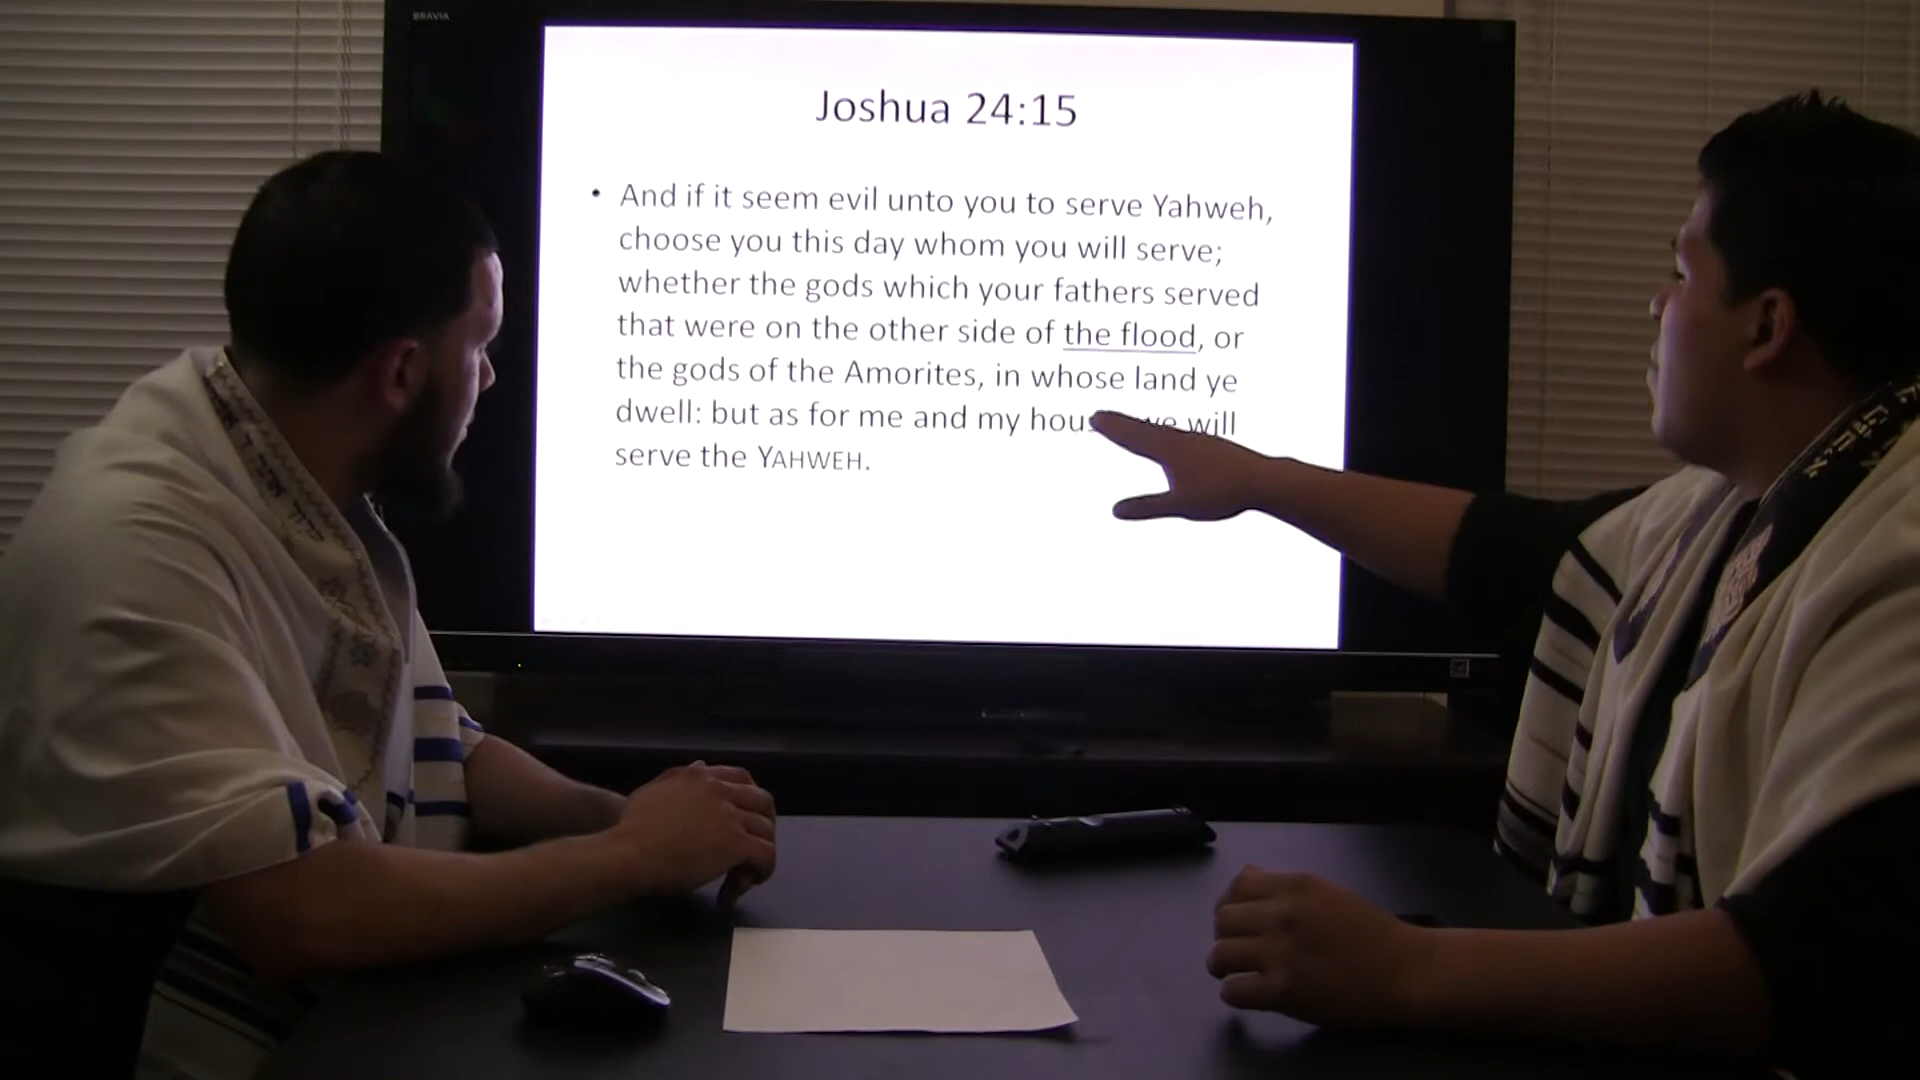 BRAVIA
Joshua 24:15
• And if it seem evil unto you to serve Yahweh,
choose you this day whom you will serve;
whether the gods which your fathers served
that were on the other side of the flood, or
the gods of the Amorites, in whose land ye
dwell: but as for me and my will
serve the YAHWEH.